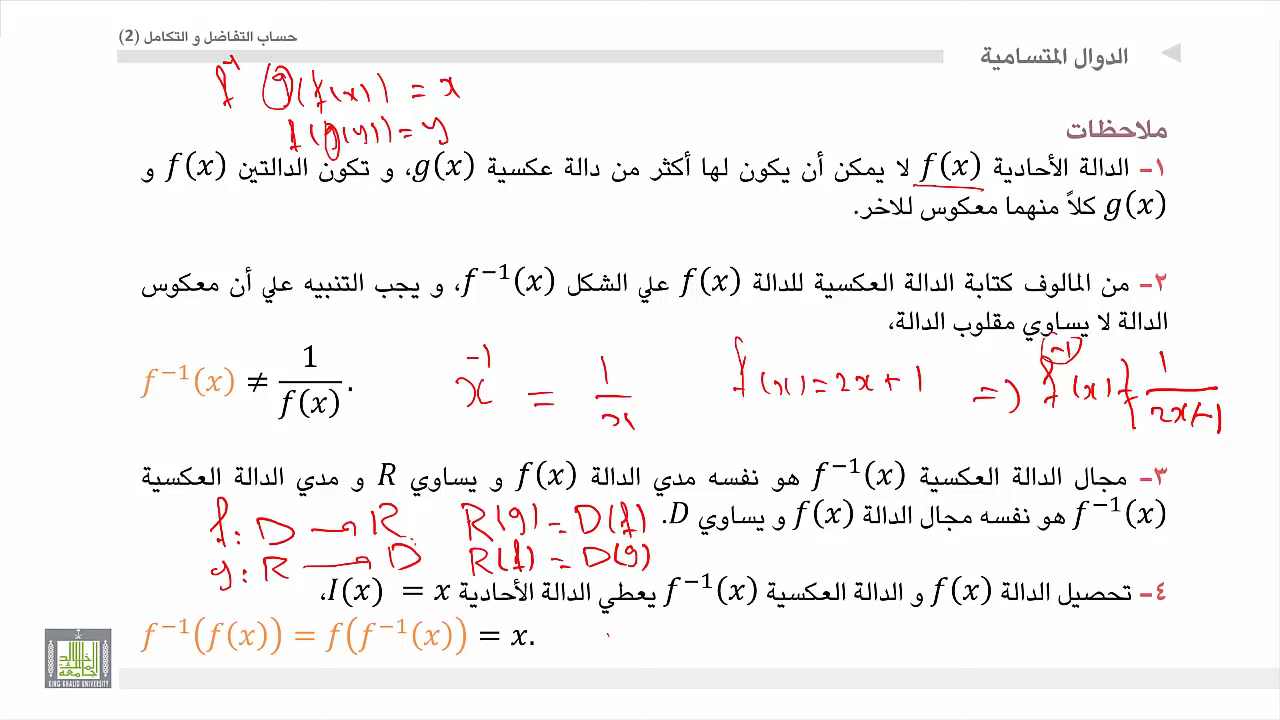 حساب التفاضل و التكامل (2)
الدوال المتسامية
f⁻¹ g(f(x)) = x
f(g(y)) = y
ملاحظات
١- الدالة الأحادية f(x) لا يمكن أن يكون لها أكثر من دالة عكسية g(x)، و تكون الدالتين f(x) و
g(x) كلاً منهما معكوس للاخر.
٢- من المالوف كتابة الدالة العكسية للدالة f(x) علي الشكل f⁻¹(x)، و يجب التنبيه علي أن معكوس
الدالة لا يساوي مقلوب الدالة،
f⁻¹(x) ≠ 1/f(x). x⁻¹ = 1/x f(x) = 2x + 1 => f⁻¹(x) ≠ 1/(2x+1)
٣- مجال الدالة العكسية f⁻¹(x) هو نفسه مدي الدالة f(x) و يساوي R و مدي الدالة العكسية
f⁻¹(x) هو نفسه مجال الدالة f(x) و يساوي D.
f: D → R R(g) = D(f)
g: R → D R(f) = D(g)
٤- تحصيل الدالة f(x) و الدالة العكسية f⁻¹(x) يعطي الدالة الأحادية I(x) = x،
f⁻¹(f(x)) = f(f⁻¹(x)) = x.
KING KHALID UNIVERSITY